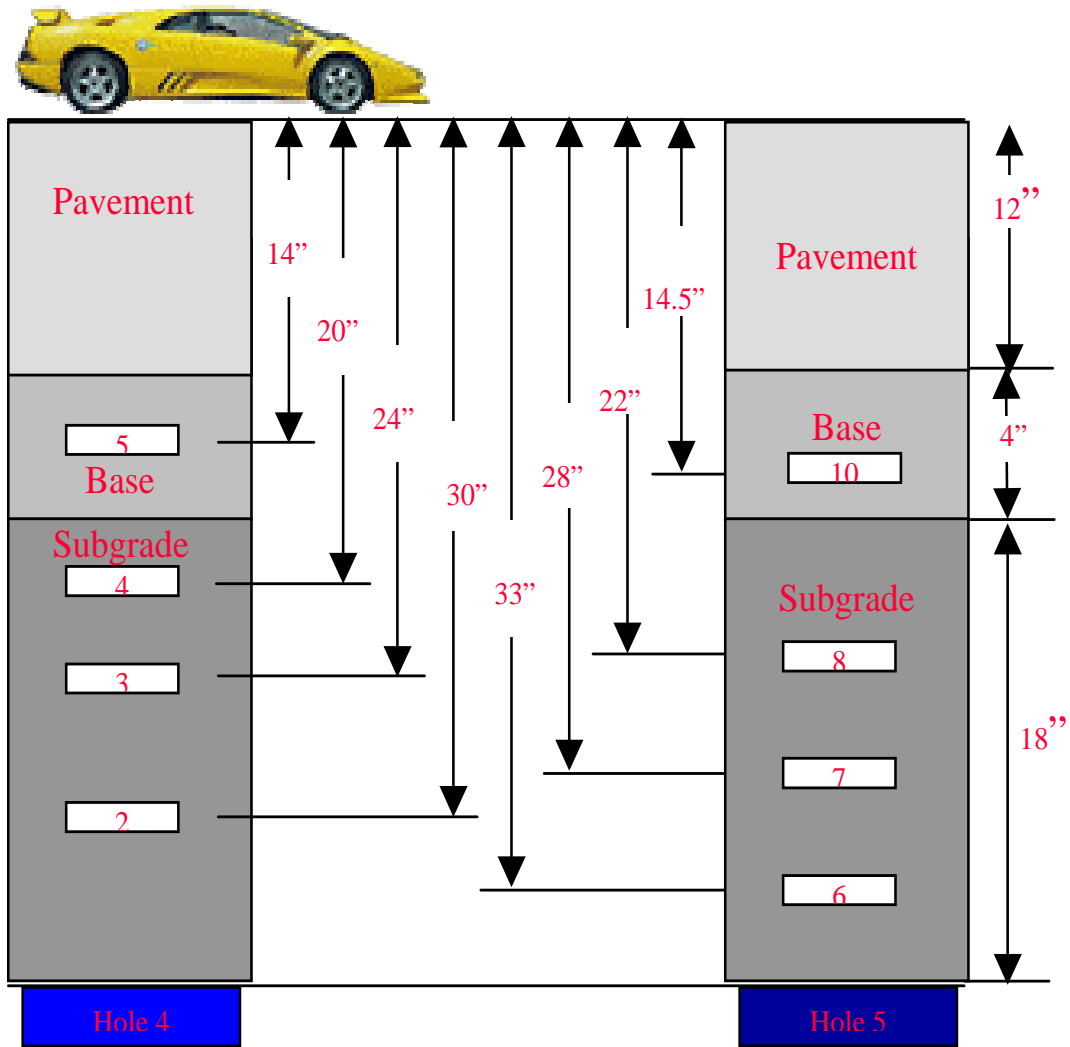 Pavement
14”
20”
24”
30”
33”
28”
22”
14.5”
5
Base
Subgrade
4
3
2
Hole 4
Pavement
Base
10
Subgrade
8
7
6
Hole 5
12”
4”
18”